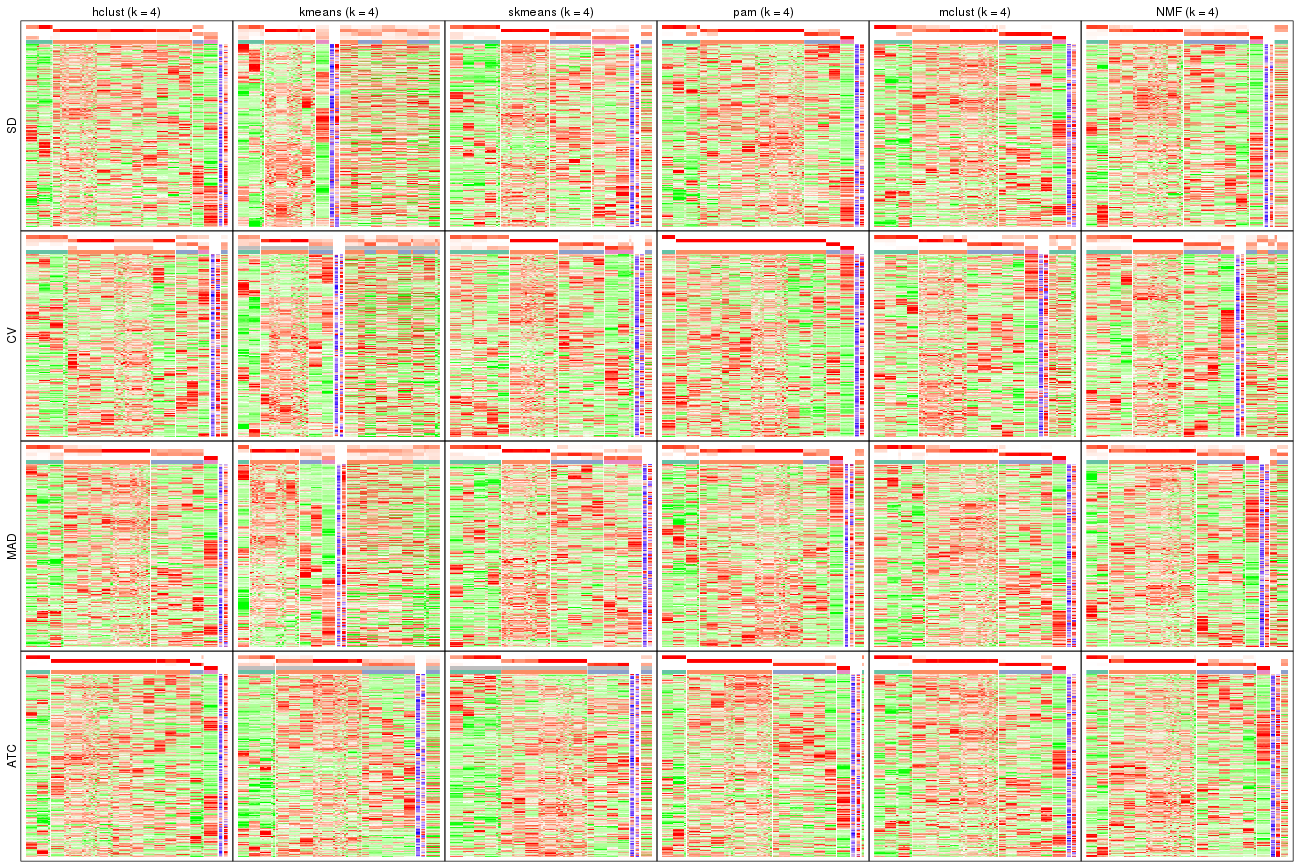 hclust (k = 4) kmeans (k = 4) skmeans (k = 4) pam (k = 4) mclust (k = 4) NMF (k = 4)
SD
CV
MAD
ATC